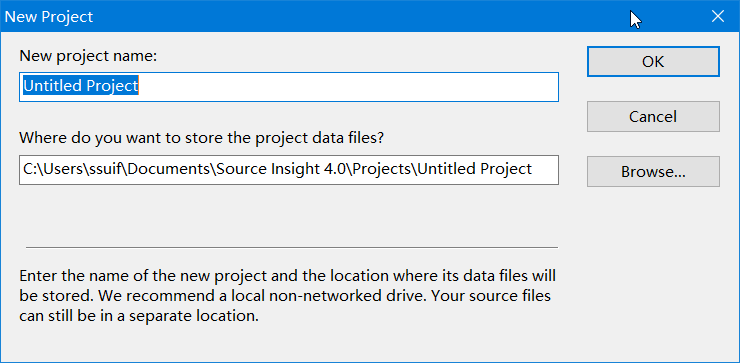 New Project
New project name:
Untitled Project
OK
Where do you want to store the project data files?
Cancel
C:\Users\ssuif\Documents\Source Insight 4.0\Projects\Untitled Project
Browse...
Enter the name of the new project and the location where its data files will
be stored. We recommend a local non-networked drive. Your source files
can still be in a separate location.